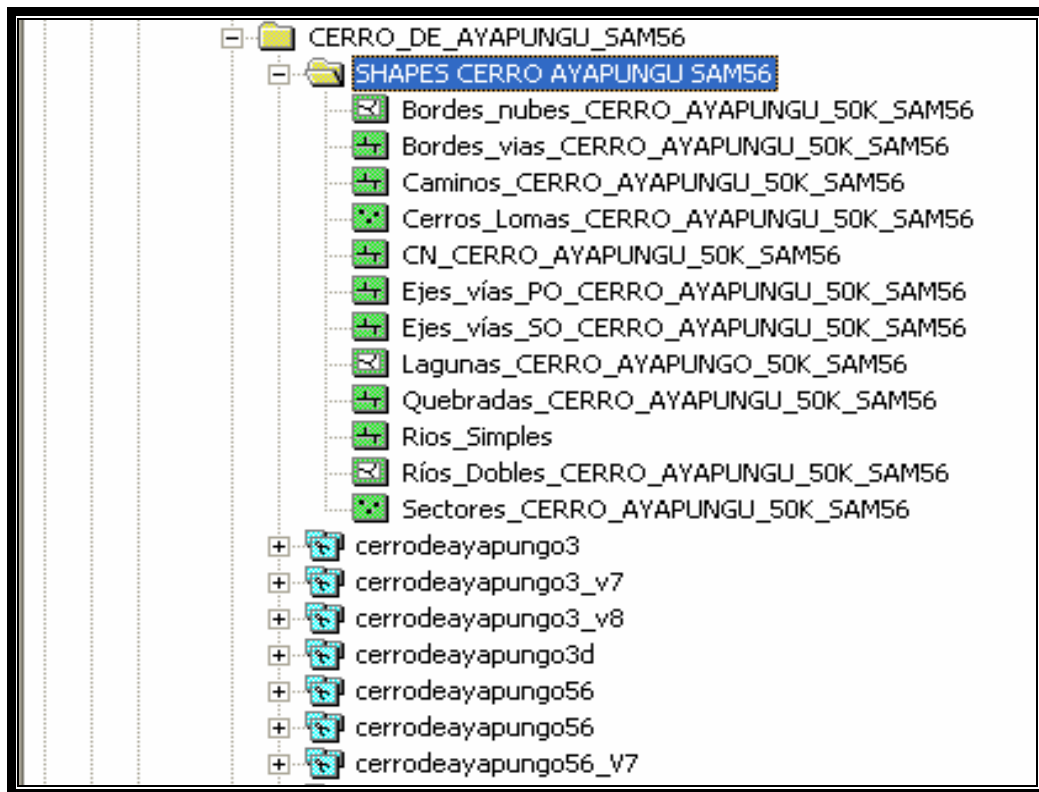 CERRO_DE_AYAPUNGU_SAM56
SHAPES CERRO AYAPUNGU SAM56
Bordes_nubes_CERRO_AYAPUNGU_50K_SAM56
Bordes_vias_CERRO_AYAPUNGU_50K_SAM56
Caminos_CERRO_AYAPUNGU_50K_SAM56
Cerros_Lomas_CERRO_AYAPUNGU_50K_SAM56
CN_CERRO_AYAPUNGU_50K_SAM56
Ejes_vías_PO_CERRO_AYAPUNGU_50K_SAM56
Ejes_vías_SO_CERRO_AYAPUNGU_50K_SAM56
Lagunas_CERRO_AYAPUNGO_50K_SAM56
Quebradas_CERRO_AYAPUNGU_50K_SAM56
Rios_Simples
Ríos_Dobles_CERRO_AYAPUNGU_50K_SAM56
Sectores_CERRO_AYAPUNGU_50K_SAM56
cerrodeayapungo3
cerrodeayapungo3_v7
cerrodeayapungo3_v8
cerrodeayapungo3d
cerrodeayapungo56
cerrodeayapungo56
cerrodeayapungo56_V7